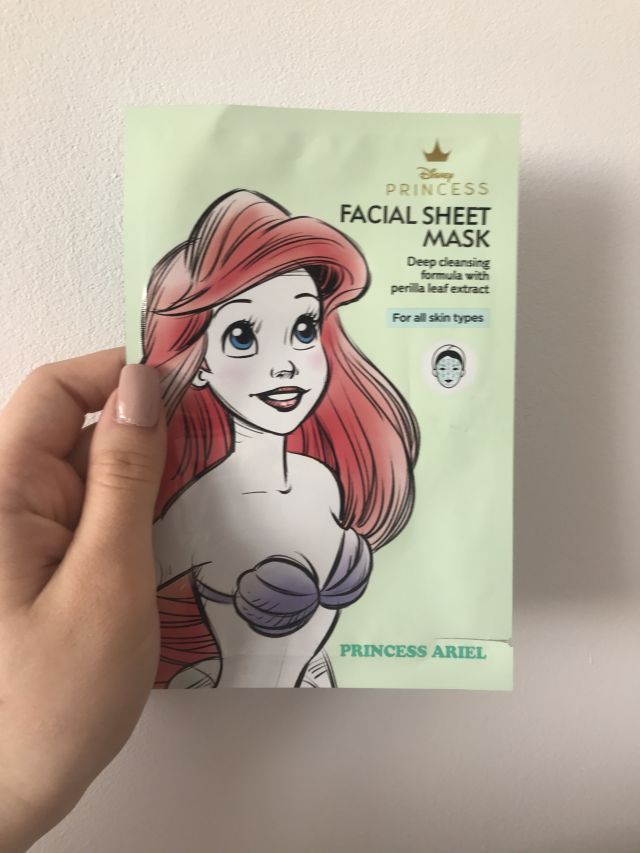 Disney
PRINCESS
FACIAL SHEET
MASK
Deep cleansing
formula with
perilla leaf extract
For all skin types
PRINCESS ARIEL